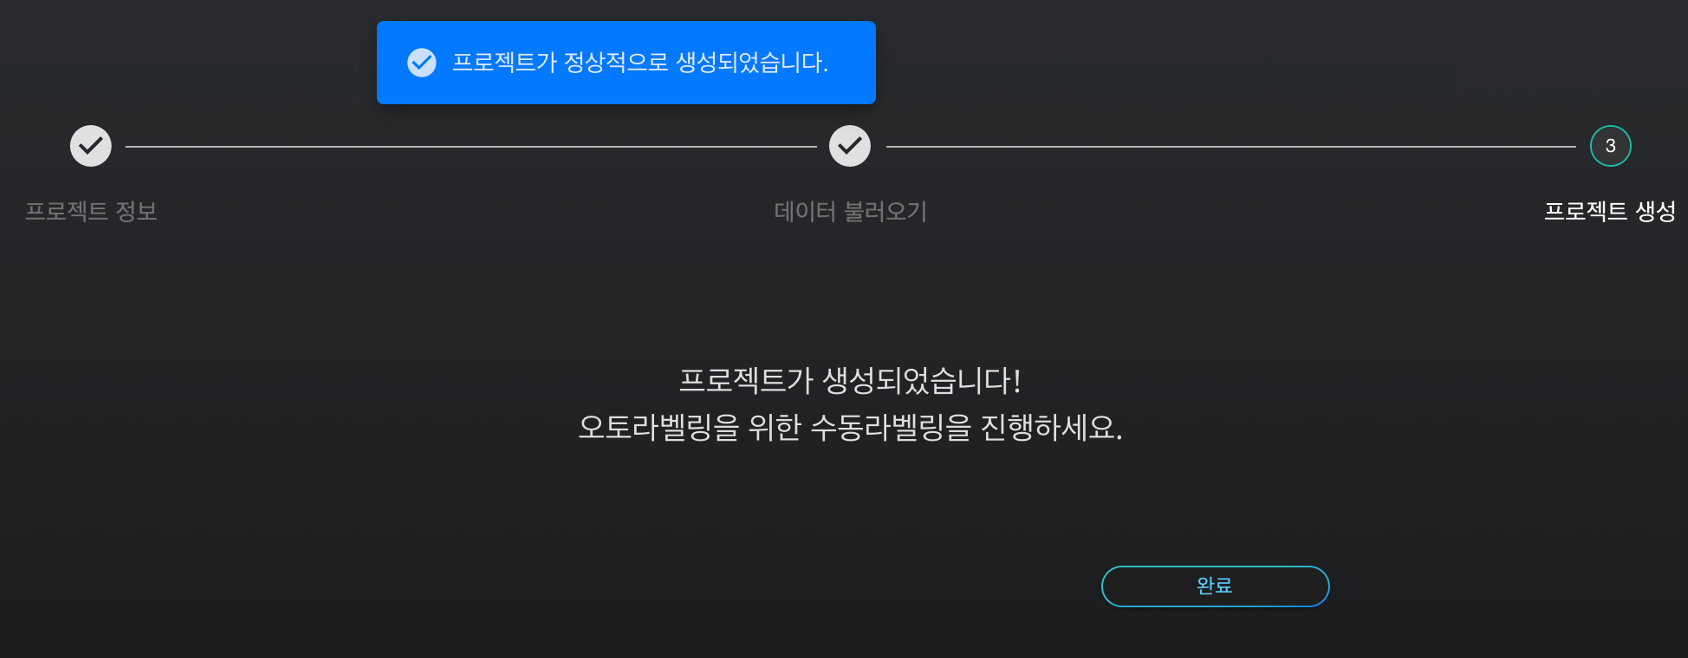 프로젝트가 정상적으로 생성되었습니다.
3
프로젝트 정보
데이터 불러오기
프로젝트 생성
프로젝트가 생성되었습니다!
오토라벨링을 위한 수동라벨링을 진행하세요.
완료